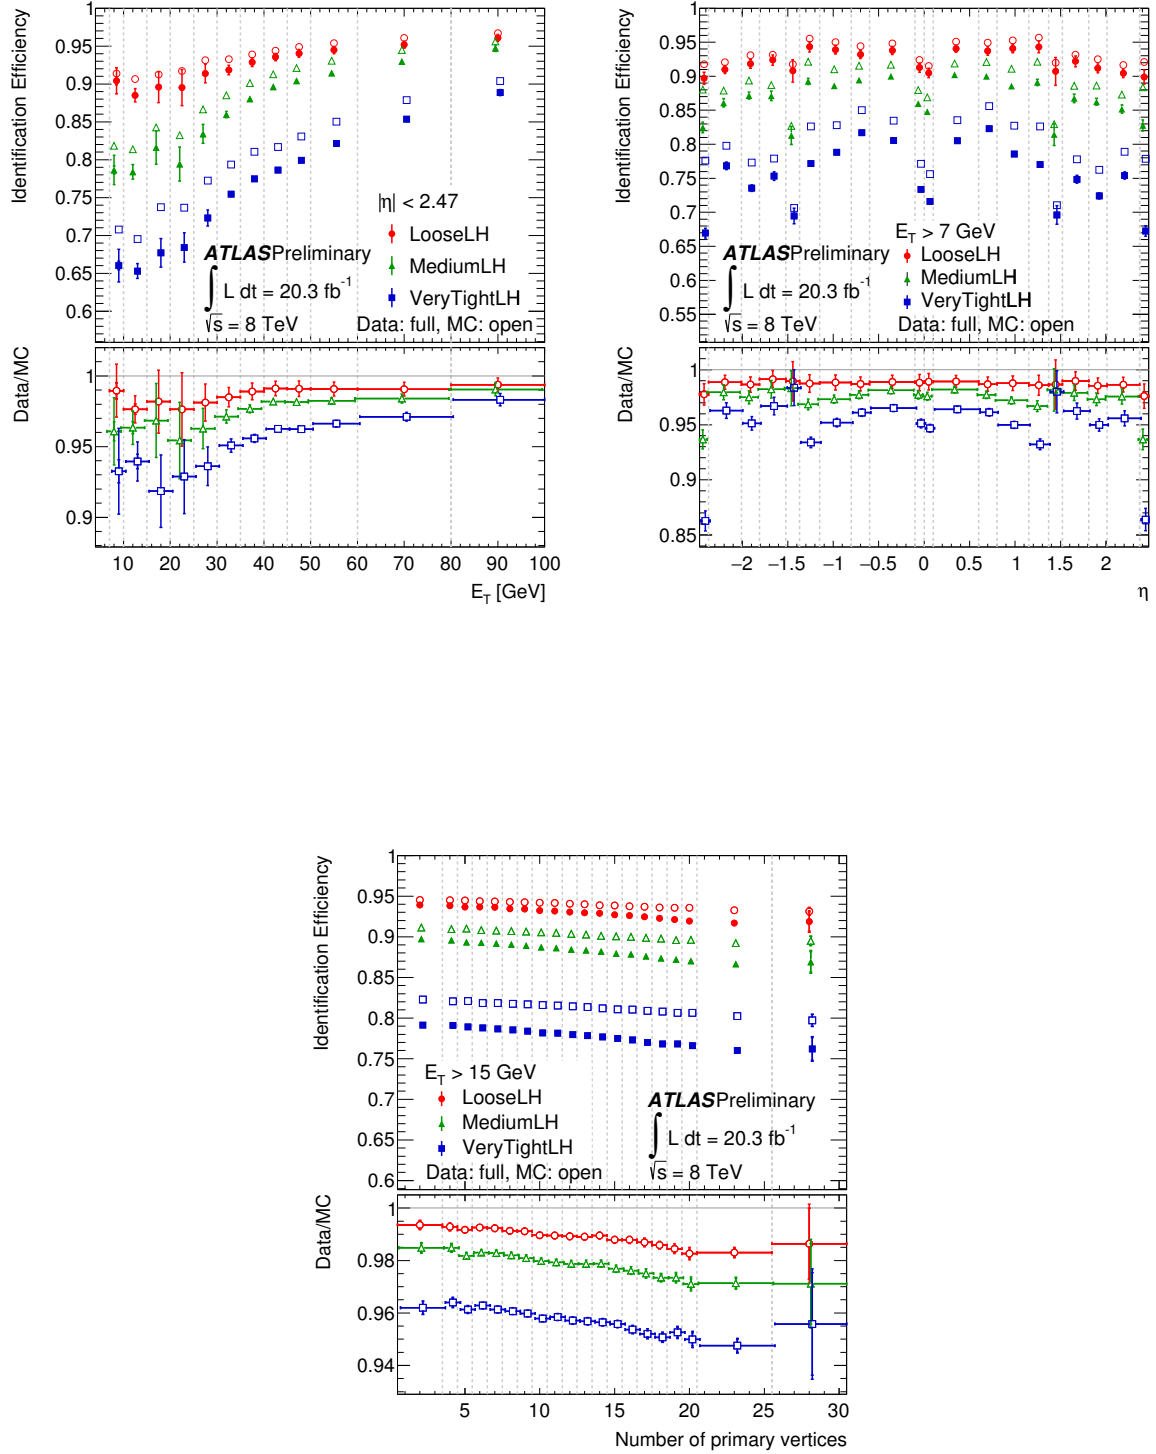 Identification Efficiency
1
0.95
0.9
0.85
0.8
0.75
0.7
0.65
0.6
|η| < 2.47
LooseLH
MediumLH
VeryTightLH
ATLAS Preliminary
∫ L dt = 20.3 fb-1
√s = 8 TeV
Data: full, MC: open
Data/MC
1
0.95
0.9
10 20 30 40 50 60 70 80 90 100
E_T [GeV]
Identification Efficiency
1
0.95
0.9
0.85
0.8
0.75
0.7
0.65
0.6
0.55
E_T > 7 GeV
LooseLH
MediumLH
VeryTightLH
ATLAS Preliminary
∫ L dt = 20.3 fb-1
√s = 8 TeV
Data: full, MC: open
Data/MC
1
0.95
0.9
0.85
−2 −1.5 −1 −0.5 0 0.5 1 1.5 2
η
Identification Efficiency
1
0.95
0.9
0.85
0.8
0.75
0.7
0.65
0.6
E_T > 15 GeV
LooseLH
MediumLH
VeryTightLH
Data: full, MC: open
ATLAS Preliminary
∫ L dt = 20.3 fb-1
√s = 8 TeV
Data/MC
1
0.98
0.96
0.94
5 10 15 20 25 30
Number of primary vertices